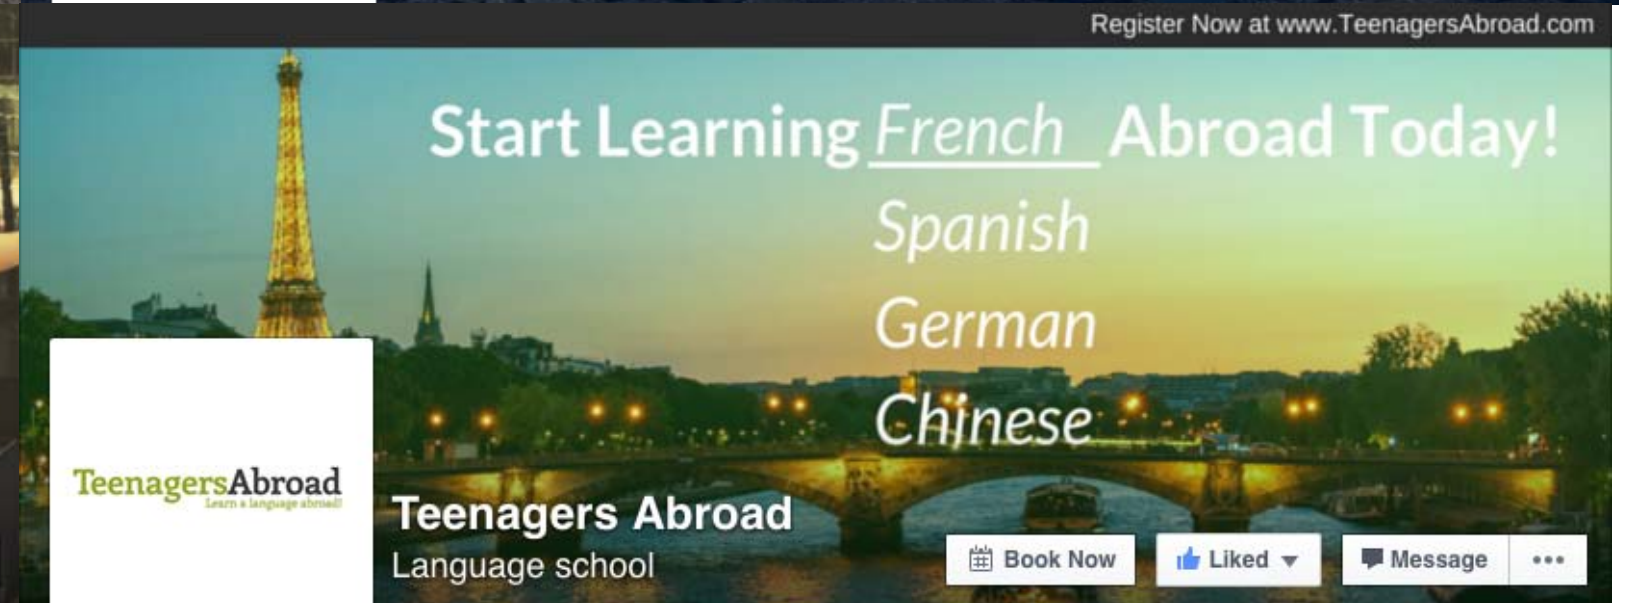 Register Now at www.TeenagersAbroad.com
Start Learning French Abroad Today!
Spanish
German
Chinese
TeenagersAbroad
Learn a language abroad!
Teenagers Abroad
Language school
Book Now
Liked
Message